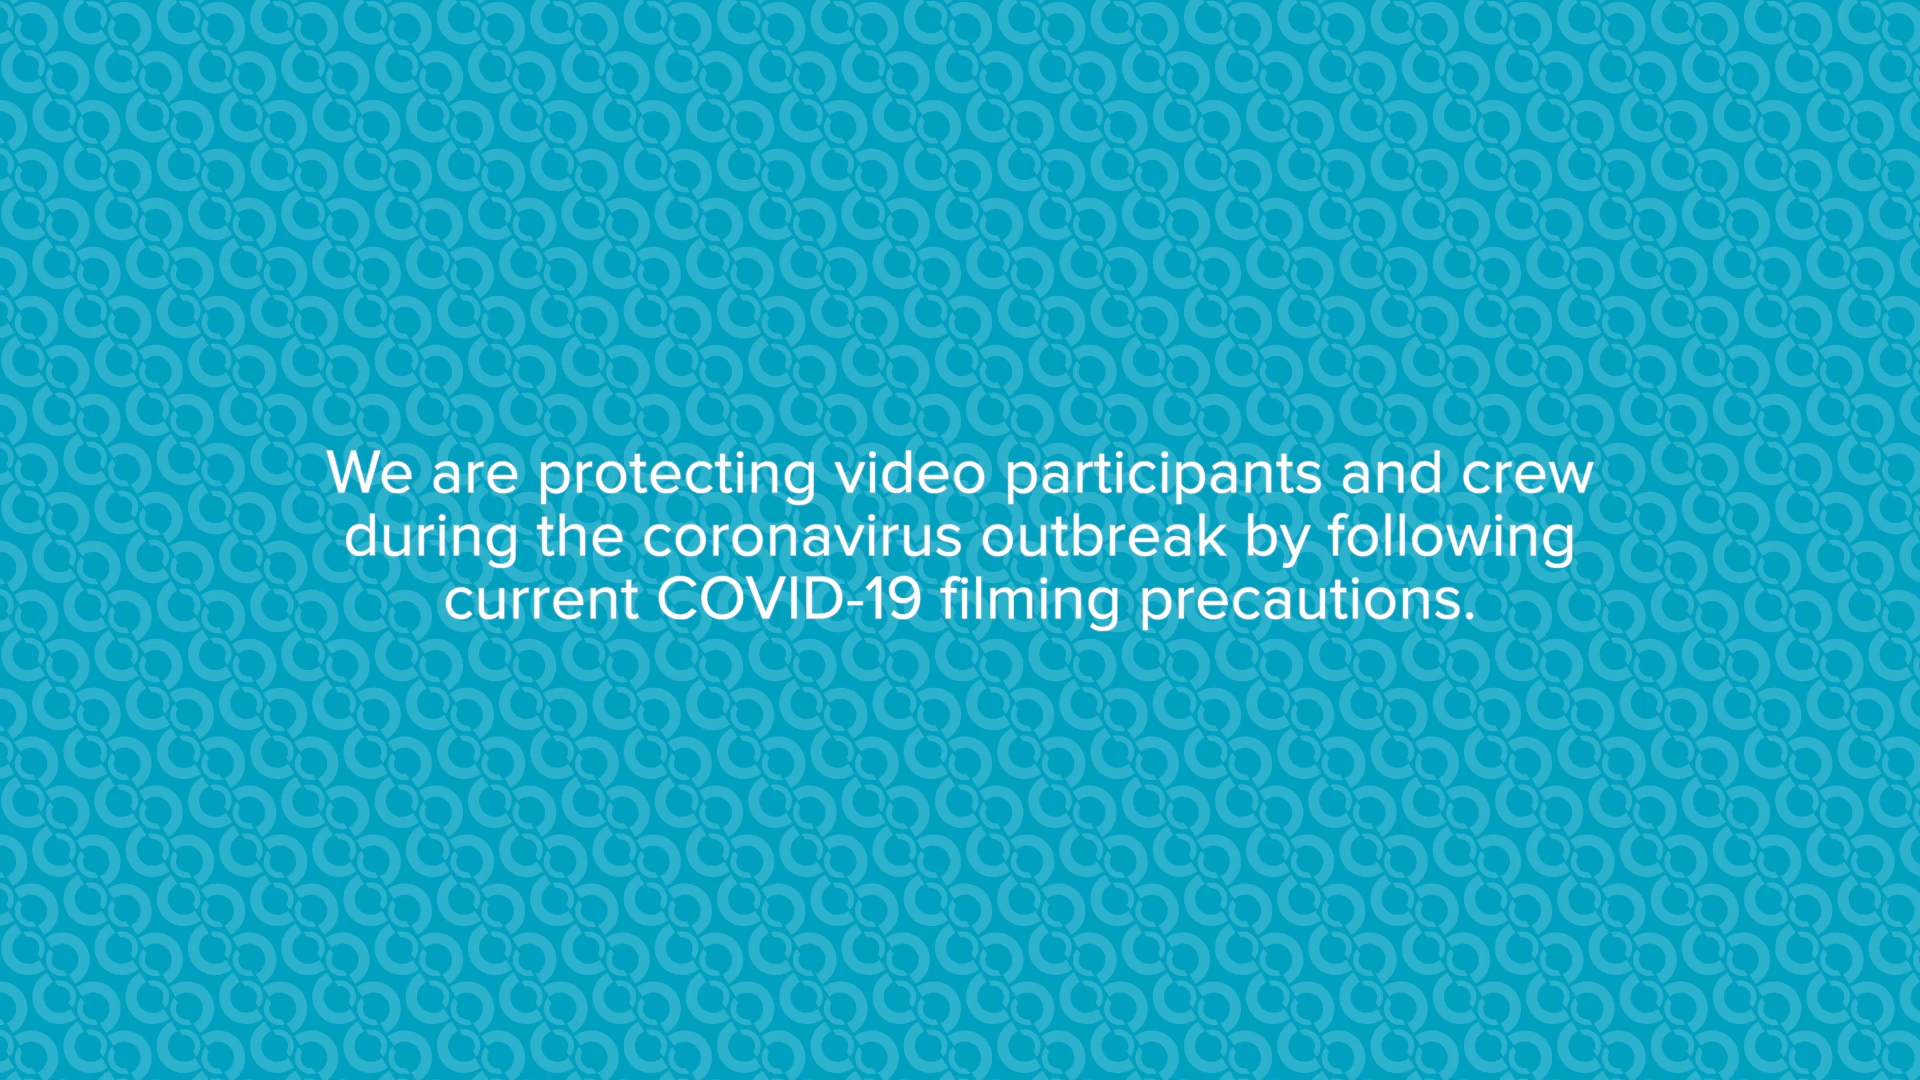 We are protecting video participants and crew
during the coronavirus outbreak by following
current COVID-19 filming precautions.